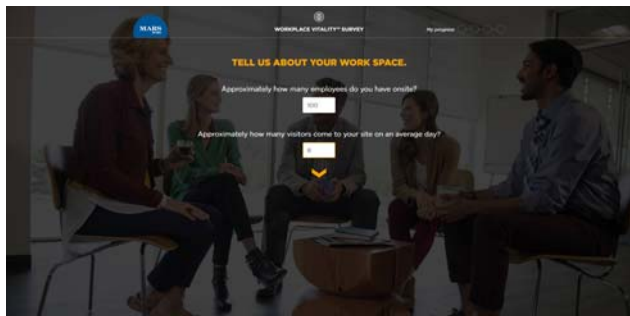 MARS
WORKPLACE VITALITY™ SURVEY
My progress
TELL US ABOUT YOUR WORK SPACE.
Approximately how many employees do you have onsite?
100
Approximately how many visitors come to your site on an average day?